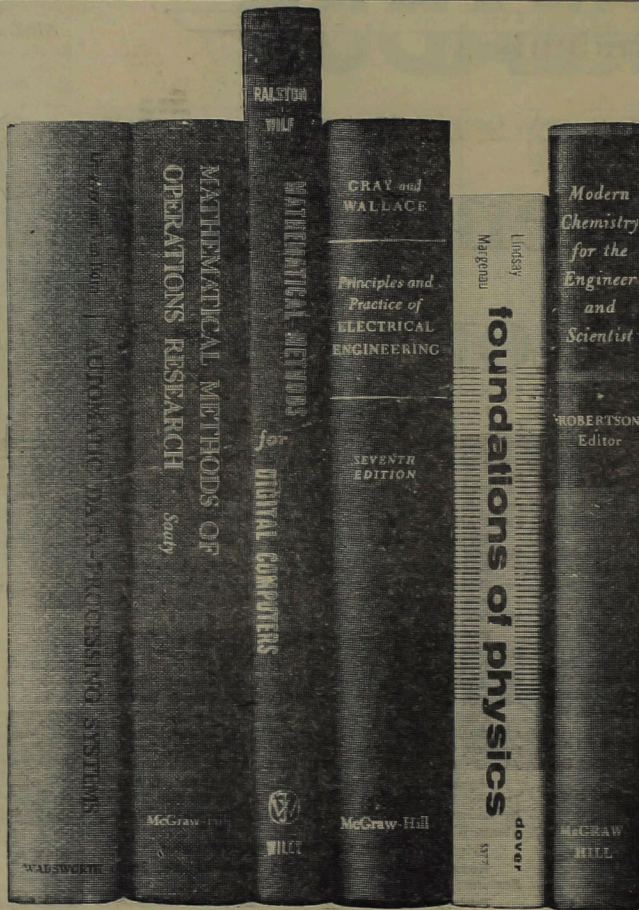 AUTOMATIC DATA-PROCESSING SYSTEMS
WADSWORTH
MATHEMATICAL METHODS OF
OPERATIONS RESEARCH Saaty
McGraw-Hill
RALSTON
WILF
MATHEMATICAL METHODS
for
DIGITAL COMPUTERS
W
WILEY
GRAY and
WALLACE
Principles and
Practice of
ELECTRICAL
ENGINEERING
SEVENTH
EDITION
McGraw-Hill
Lindsay
Margenau
foundations of physics
dover
S377
Modern
Chemistry
for the
Engineer
and
Scientist
ROBERTSON
Editor
McGRAW
HILL